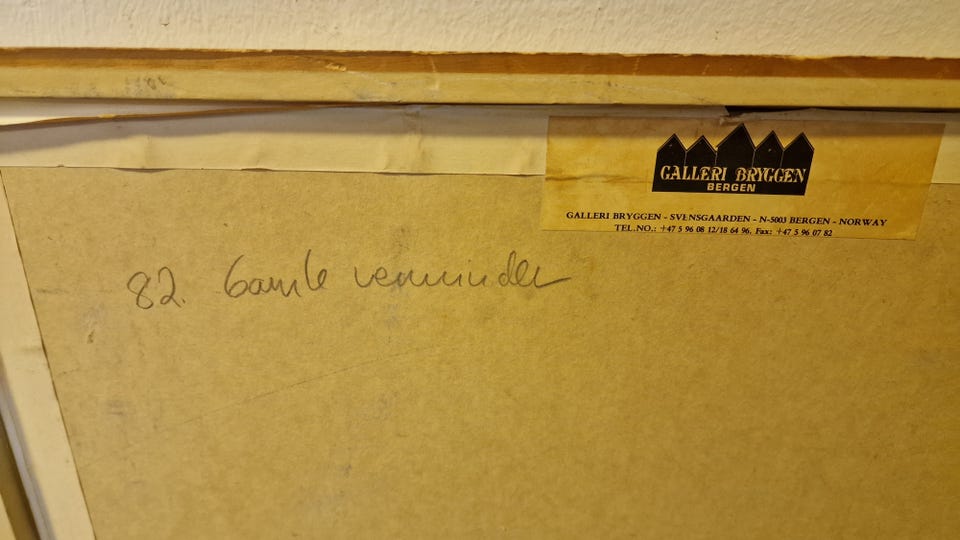 GALLERI BRYGGEN
BERGEN
GALLERI BRYGGEN - SVENSGAARDEN - N-5003 BERGEN - NORWAY
TEL.NO.: +47 5 96 08 12/18 64 96, Fax: +47 5 96 07 82
82. Gamle venninder